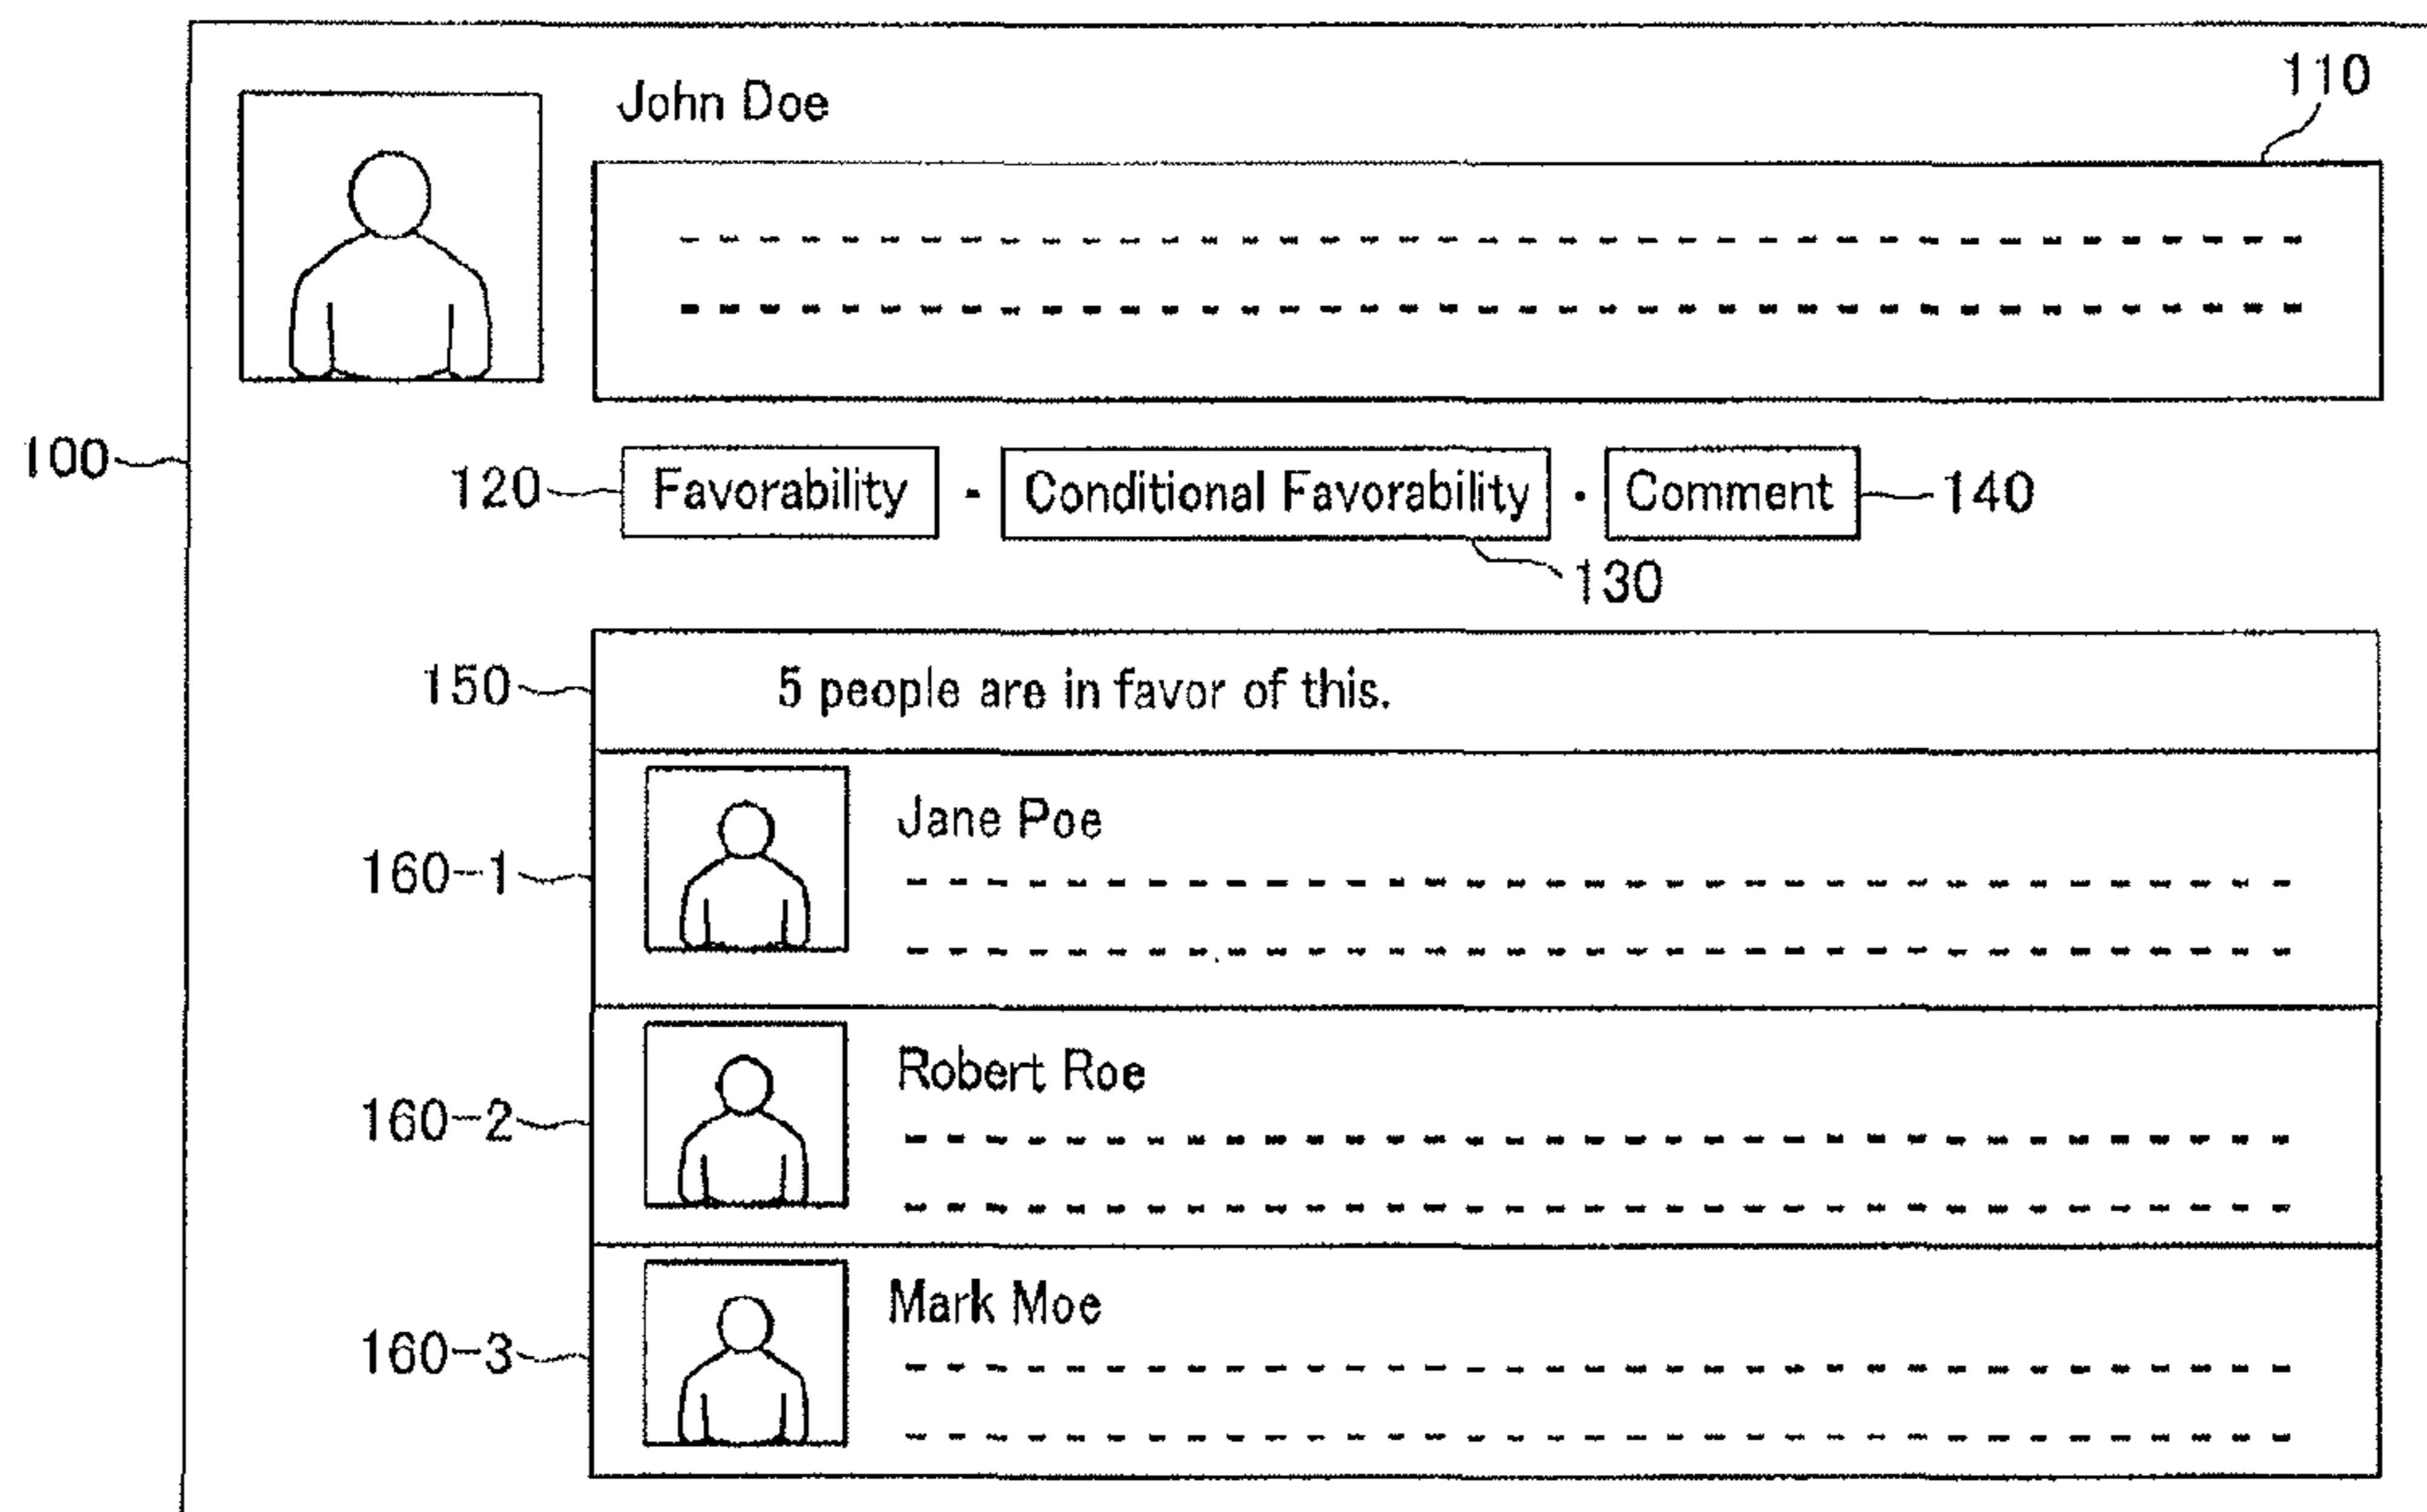 110
John Doe
100
120 Favorability · Conditional Favorability · Comment 140
130
150 5 people are in favor of this.
Jane Poe
160-1
Robert Roe
160-2
Mark Moe
160-3